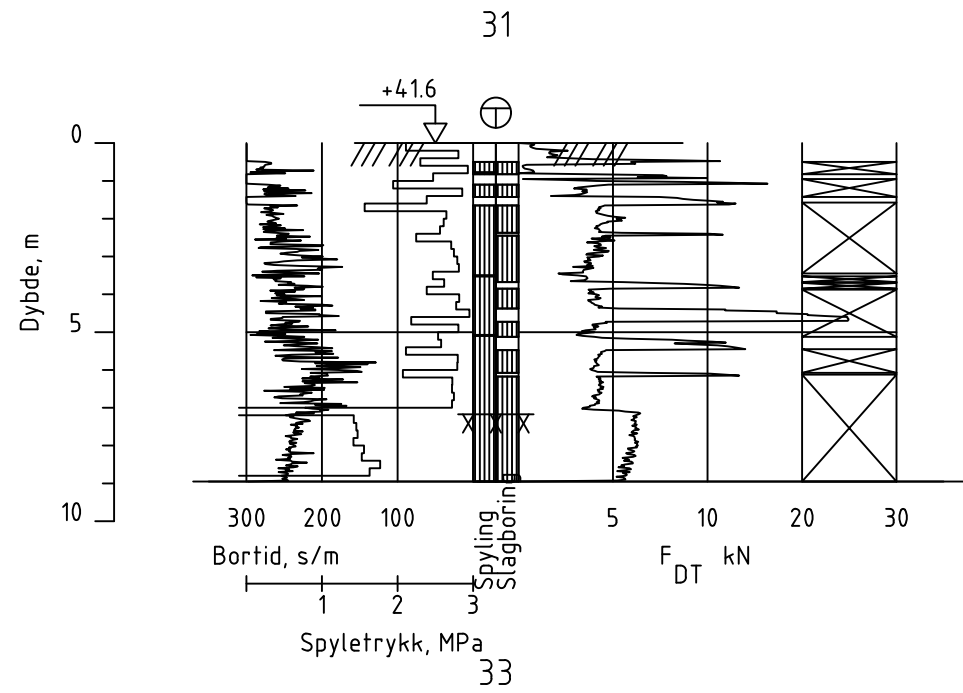 31
+41.6
0
Dybde, m
5
10
300 200 100
5 10 20 30
Bortid, s/m
Spyling
Slagboring
F DT kN
1 2 3
Spyletrykk, MPa
33